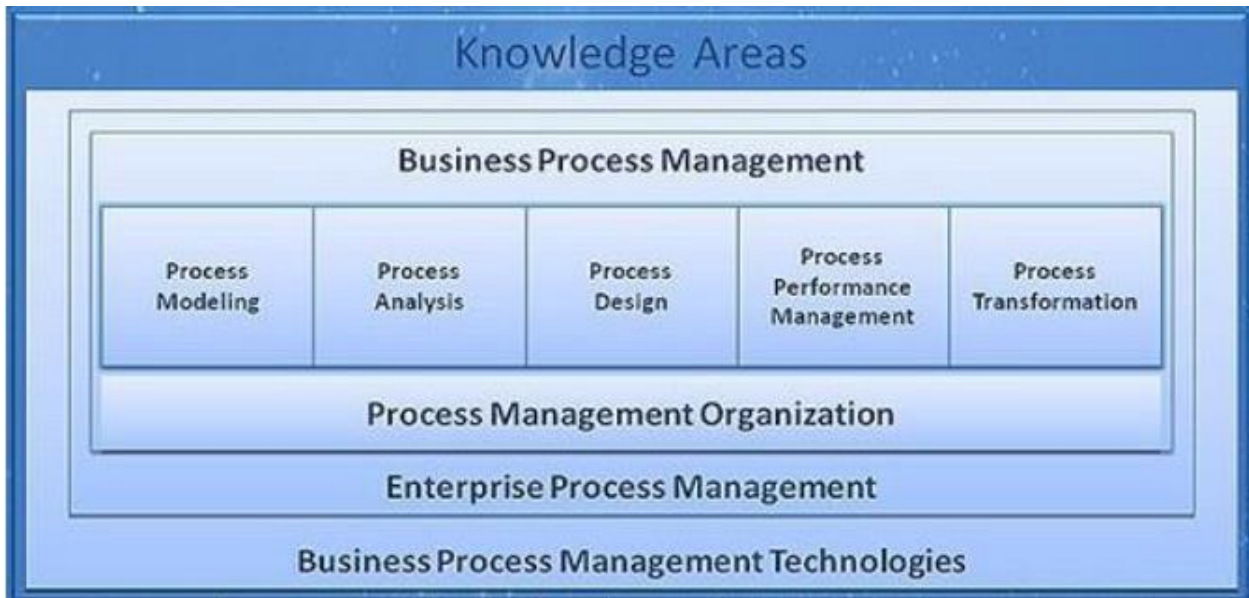 Knowledge Areas
Business Process Management
Process
Modeling
Process
Analysis
Process
Design
Process
Performance
Management
Process
Transformation
Process Management Organization
Enterprise Process Management
Business Process Management Technologies